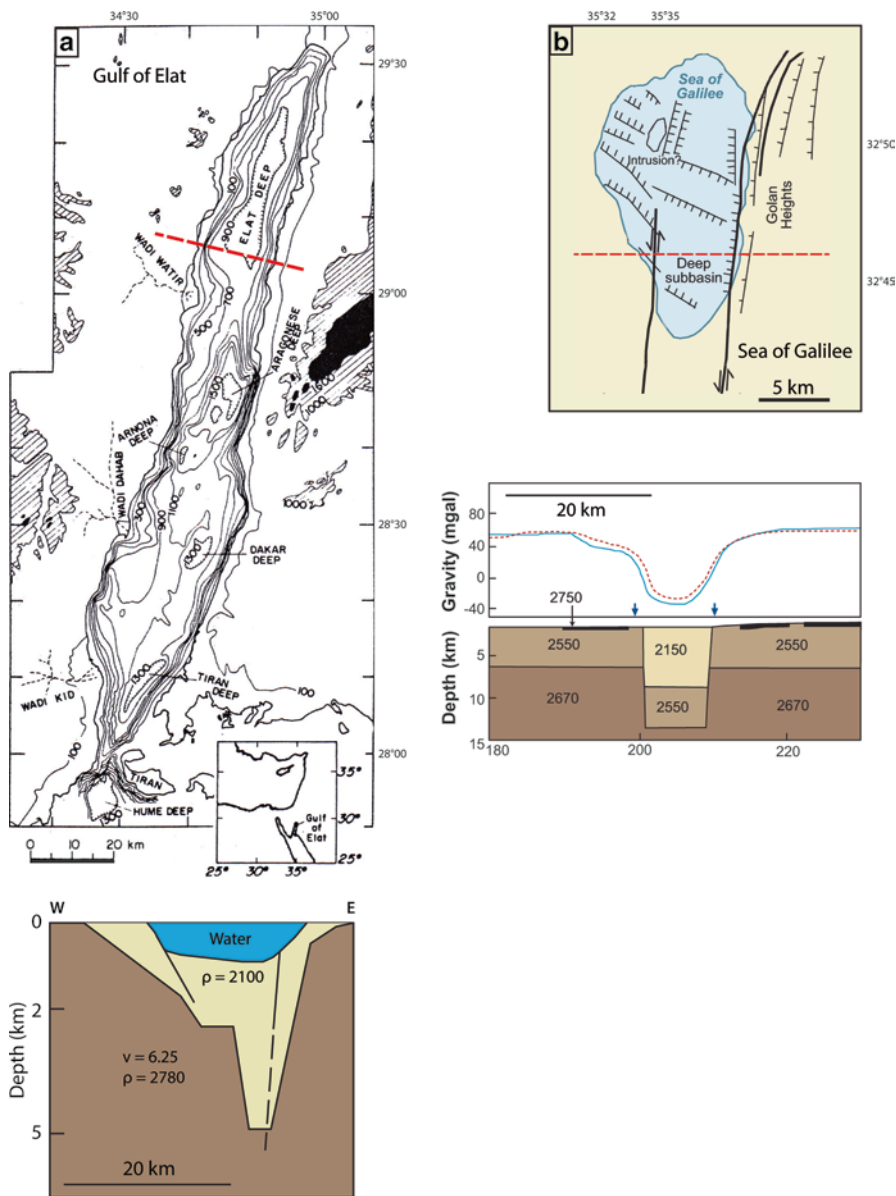 a
Gulf of Elat
34°30
35°00
29°30
29°00
28°30
28°00
ELAT DEEP
100
900
WADI WATIR
500
700
ARAGONESE
DEEP
1500
1000
ARNONA
DEEP
WADI DAHAB
300
900
1100
1000
1300
DAKAR
DEEP
1300
TIRAN
DEEP
WADI KID
100
100
TIRAN
HUME DEEP
1300
0 10 20 km
Gulf
of
Elat
35°
30°
25°
25° 30° 35°
b
35°32
35°35
Sea of
Galilee
Intrusion?
Golan
Heights
Deep
subbasin
32°50
32°45
Sea of Galilee
5 km
20 km
Gravity (mgal)
80
40
0
-40
2750
2550
2150
2550
2670
2550
2670
Depth (km)
5
10
15
180
200
220
W
E
0
Water
ρ = 2100
Depth (km)
2
v = 6.25
ρ = 2780
5
20 km